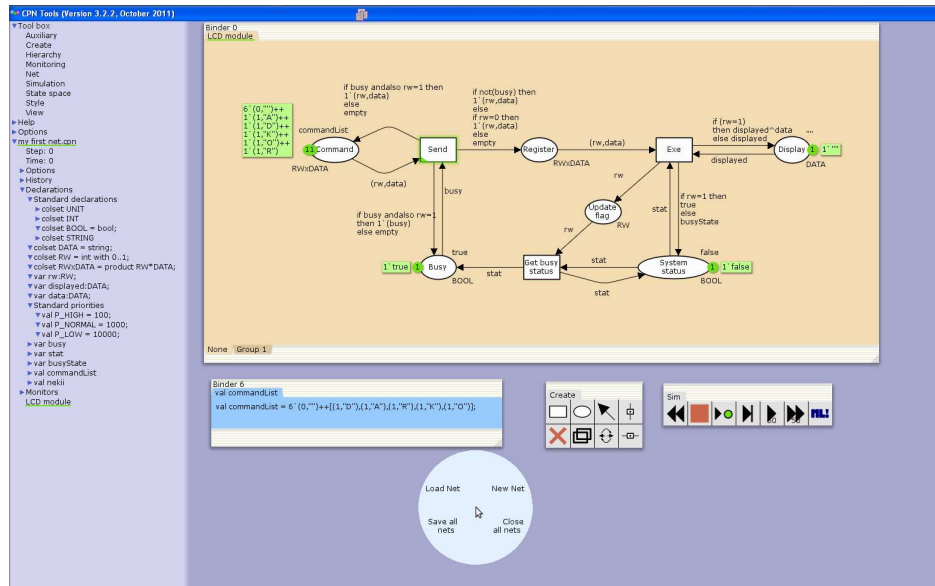 CPN Tools (Version 3.2.2, October 2011)
Tool box
Auxiliary
Create
Hierarchy
Monitoring
Net
Simulation
State space
Style
View
Help
Options
my first net.cpn
Step: 0
Time: 0
Options
History
Declarations
Standard declarations
colset UNIT
colset INT
colset BOOL = bool;
colset STRING
colset DATA = string;
colset RW = int with 0..1;
colset RWxDATA = product RW*DATA;
var rw:RW;
var displayed:DATA;
var data:DATA;
Standard priorities
val P_HIGH = 100;
val P_NORMAL = 1000;
val P_LOW = 10000;
var busy
var stat
var busyState
val commandList
val nekii
Monitors
LCD module
Binder 0
LCD module
6`(0,"")++
1`(1,"A")++
1`(1,"D")++
1`(1,"K")++
1`(1,"O")++
1`(1,"R")
commandList
11
Command
RWxDATA
if busy andalso rw=1 then
1`(rw,data)
else
empty
(rw,data)
Send
if not(busy) then
1`(rw,data)
else
if rw=0 then
1`(rw,data)
else
empty
Register
RWxDATA
(rw,data)
Exe
if (rw=1)
then displayed^data
else displayed
displayed
""
Display
DATA
1
1`""
rw
Update
flag
RW
rw
stat
if rw=1 then
true
else
busyState
busy
if busy andalso rw=1
then 1`(busy)
else empty
true
1`true
1
Busy
BOOL
stat
Get busy
status
stat
stat
false
System
status
BOOL
1
1`false
None
Group 1
Binder 6
val commandList
val commandList = 6`(0,"")++[(1,"D"),(1,"A"),(1,"R"),(1,"K"),(1,"O")];
Create
Sim
50
ML!
Load Net
New Net
Save all
nets
Close
all nets